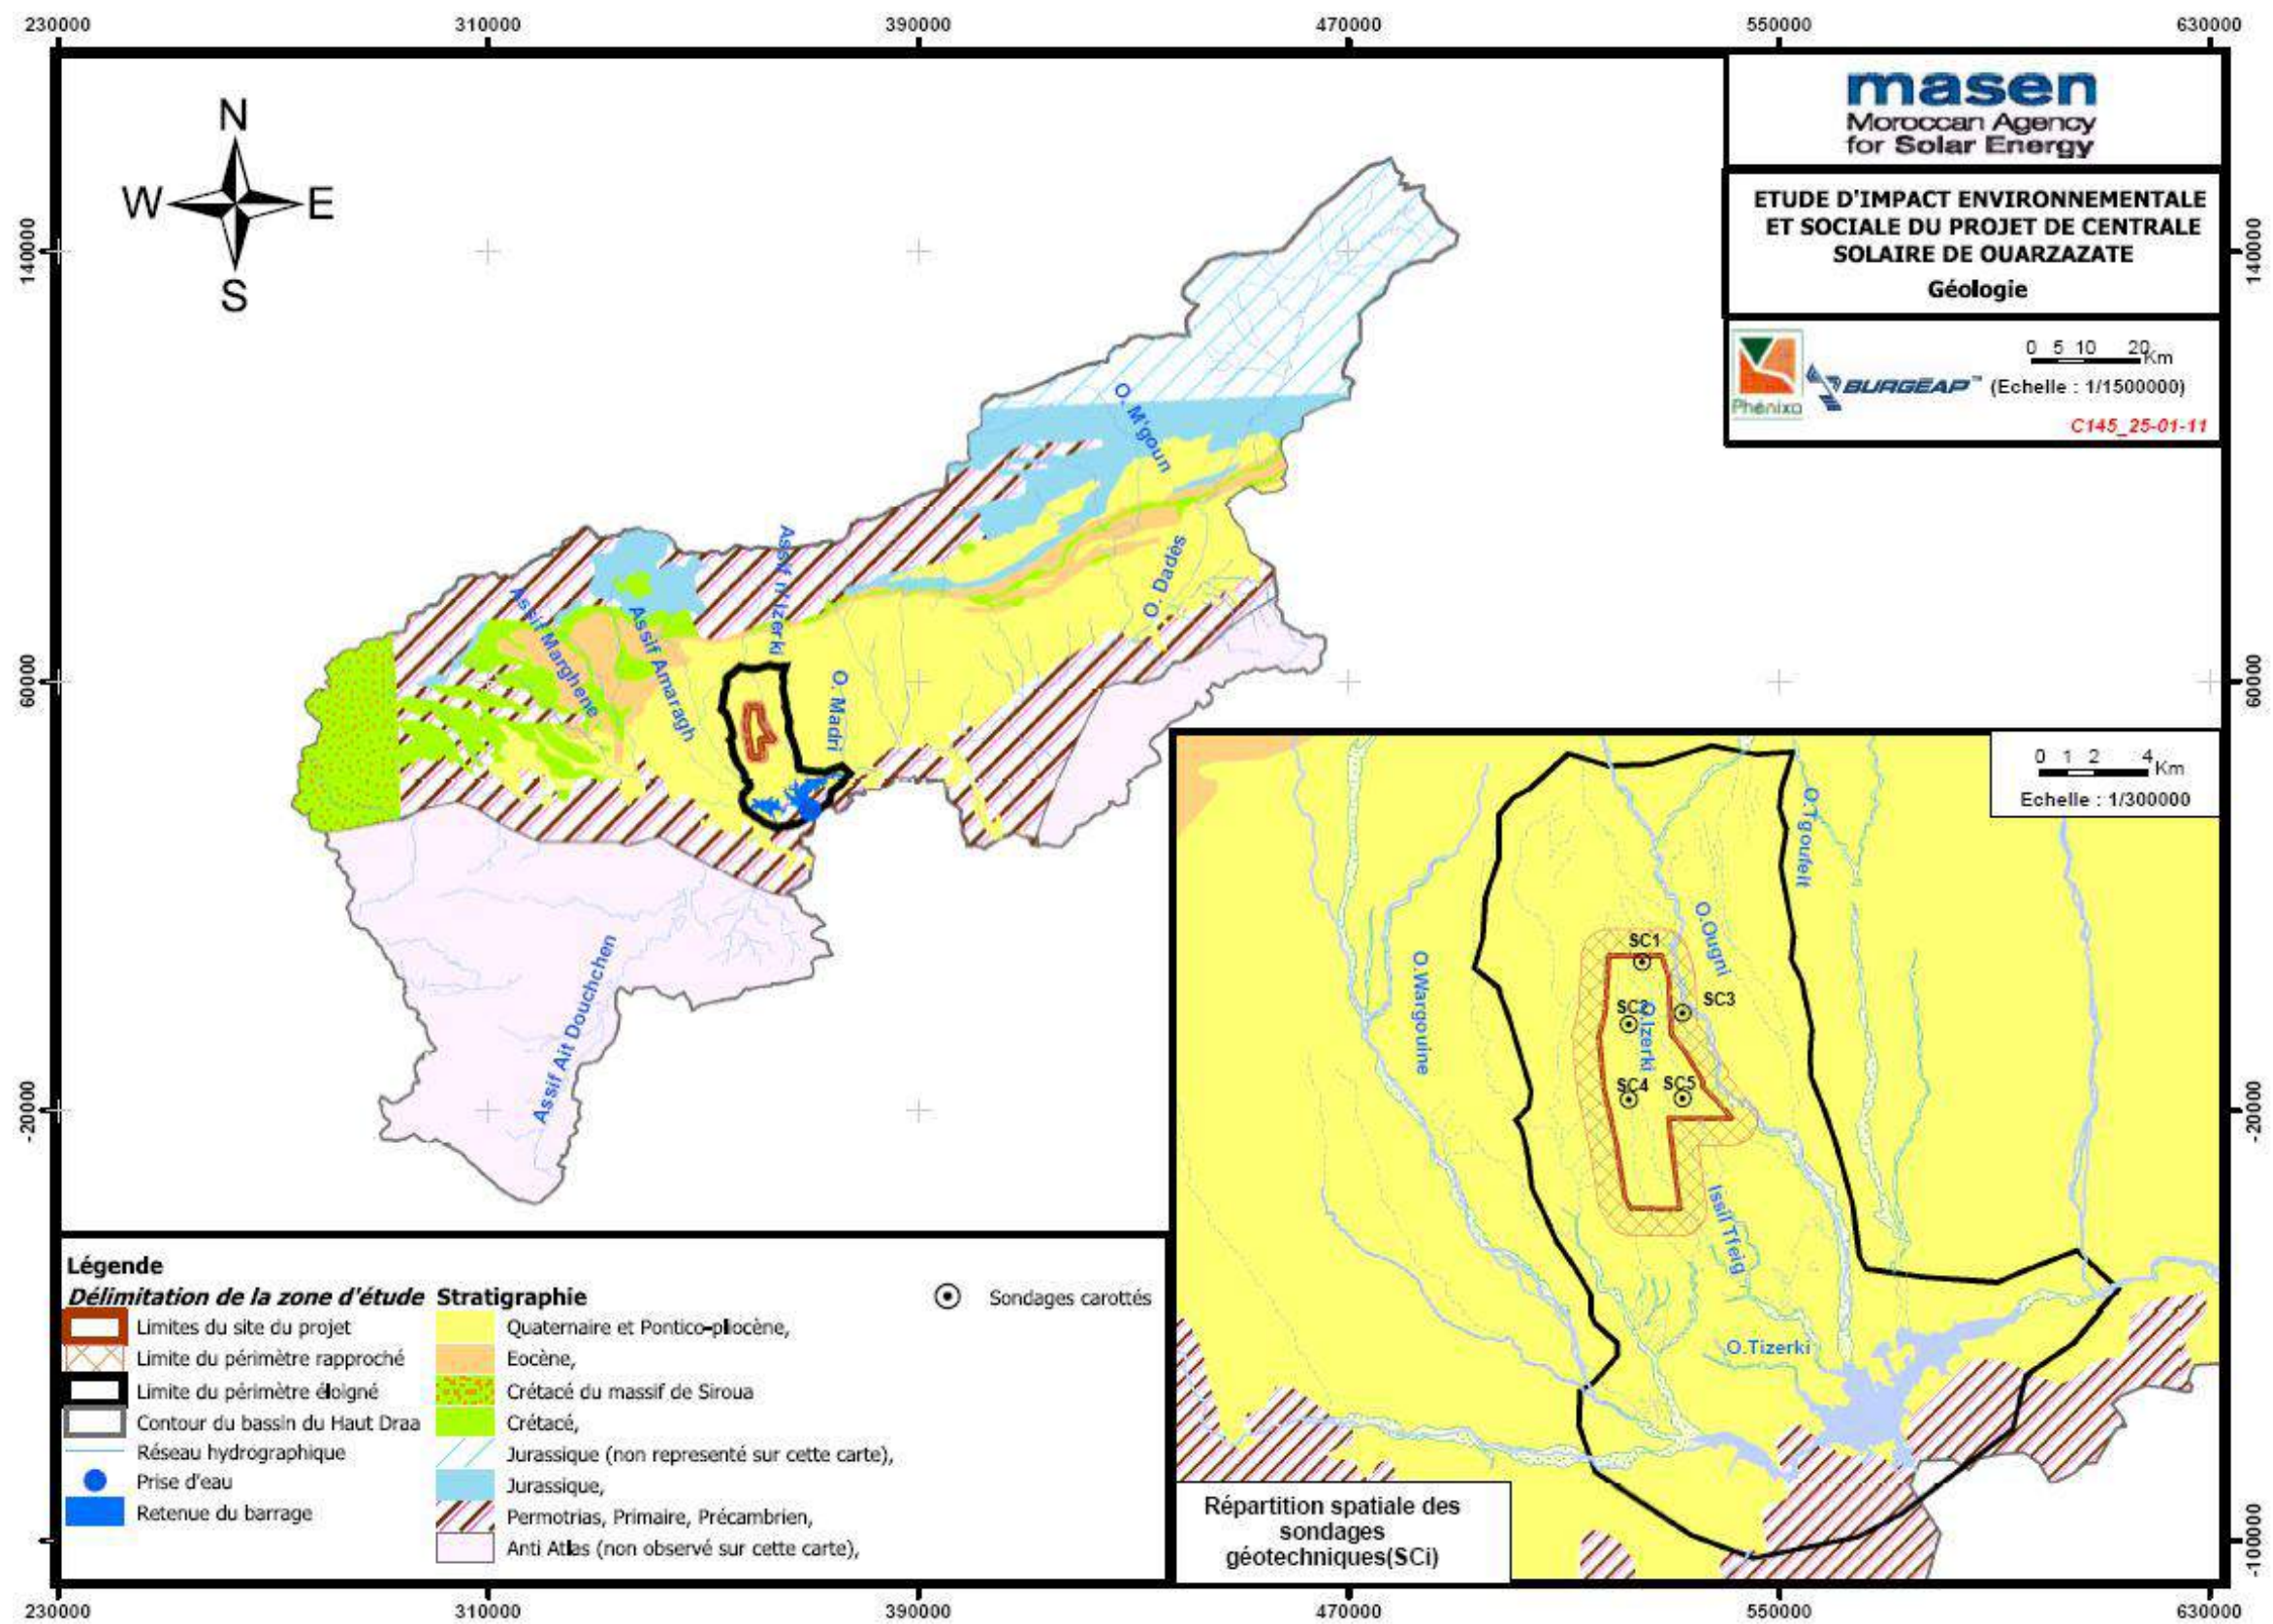 230000
310000
390000
470000
550000
630000
140000
60000
-20000
140000
60000
-20000
-100000
N
W
E
S
masen
Moroccan Agency
for Solar Energy
ETUDE D'IMPACT ENVIRONNEMENTALE
ET SOCIALE DU PROJET DE CENTRALE
SOLAIRE DE OUARZAZATE
Géologie
0 5 10 20 Km
Phénixa
BURGÉAP™
(Echelle : 1/1500000)
C145_25-01-11
O. M'goun
O. Dadès
Assif Marghene
Assif Amaragh
O. Madri
Assif Ait Douchchen
0 1 2 4 Km
Echelle : 1/300000
O.Tgoufelt
O.Ougni
O.Wargouine
SC1
SC2
SC3
O.Izerki
SC4
SC5
Issil Tfeig
O.Tizerki
Répartition spatiale des
sondages
géotechniques(SCi)
Légende
Délimitation de la zone d'étude
Limites du site du projet
Limite du périmètre rapproché
Limite du périmètre éloigné
Contour du bassin du Haut Draa
Réseau hydrographique
Prise d'eau
Retenue du barrage
Stratigraphie
Quaternaire et Pontico-pliocène,
Eocène,
Crétacé du massif de Siroua
Crétacé,
Jurassique (non representé sur cette carte),
Jurassique,
Permotrias, Primaire, Précambrien,
Anti Atlas (non observé sur cette carte),
Sondages carottés
230000
310000
390000
470000
550000
630000